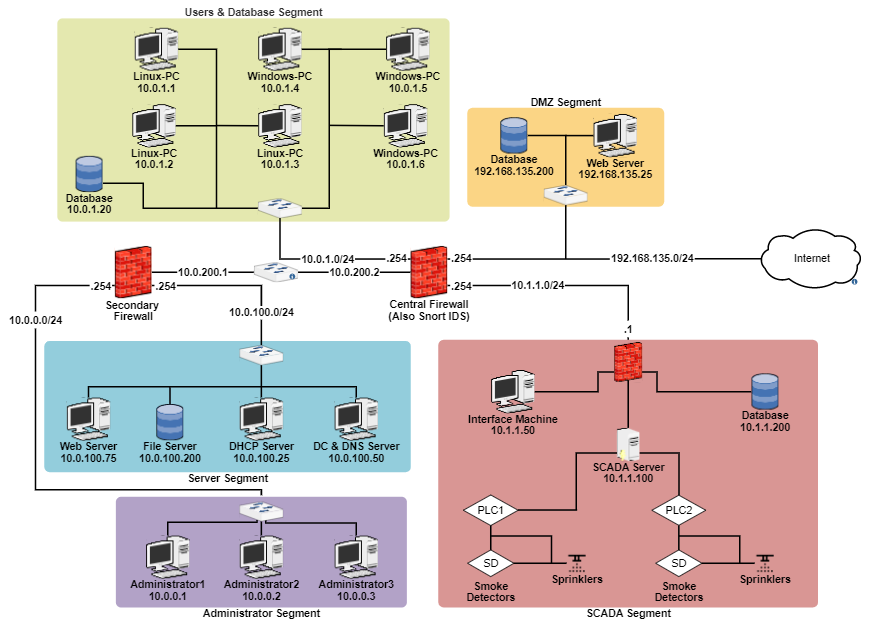 Users & Database Segment
Linux-PC
10.0.1.1
Windows-PC
10.0.1.4
Windows-PC
10.0.1.5
Linux-PC
10.0.1.2
Linux-PC
10.0.1.3
Windows-PC
10.0.1.6
Database
10.0.1.20
DMZ Segment
Database
192.168.135.200
Web Server
192.168.135.25
10.0.1.0/24
.254
.254
192.168.135.0/24
Internet
10.0.200.1
10.0.200.2
.254
.254
.254
10.1.1.0/24
Secondary
Firewall
Central Firewall
(Also Snort IDS)
10.0.0.0/24
10.0.100.0/24
.1
Web Server
10.0.100.75
File Server
10.0.100.200
DHCP Server
10.0.100.25
DC & DNS Server
10.0.100.50
Server Segment
Interface Machine
10.1.1.50
Database
10.1.1.200
SCADA Server
10.1.1.100
PLC1
PLC2
SD
SD
Smoke
Detectors
Sprinklers
Smoke
Detectors
Sprinklers
SCADA Segment
Administrator1
10.0.0.1
Administrator2
10.0.0.2
Administrator3
10.0.0.3
Administrator Segment